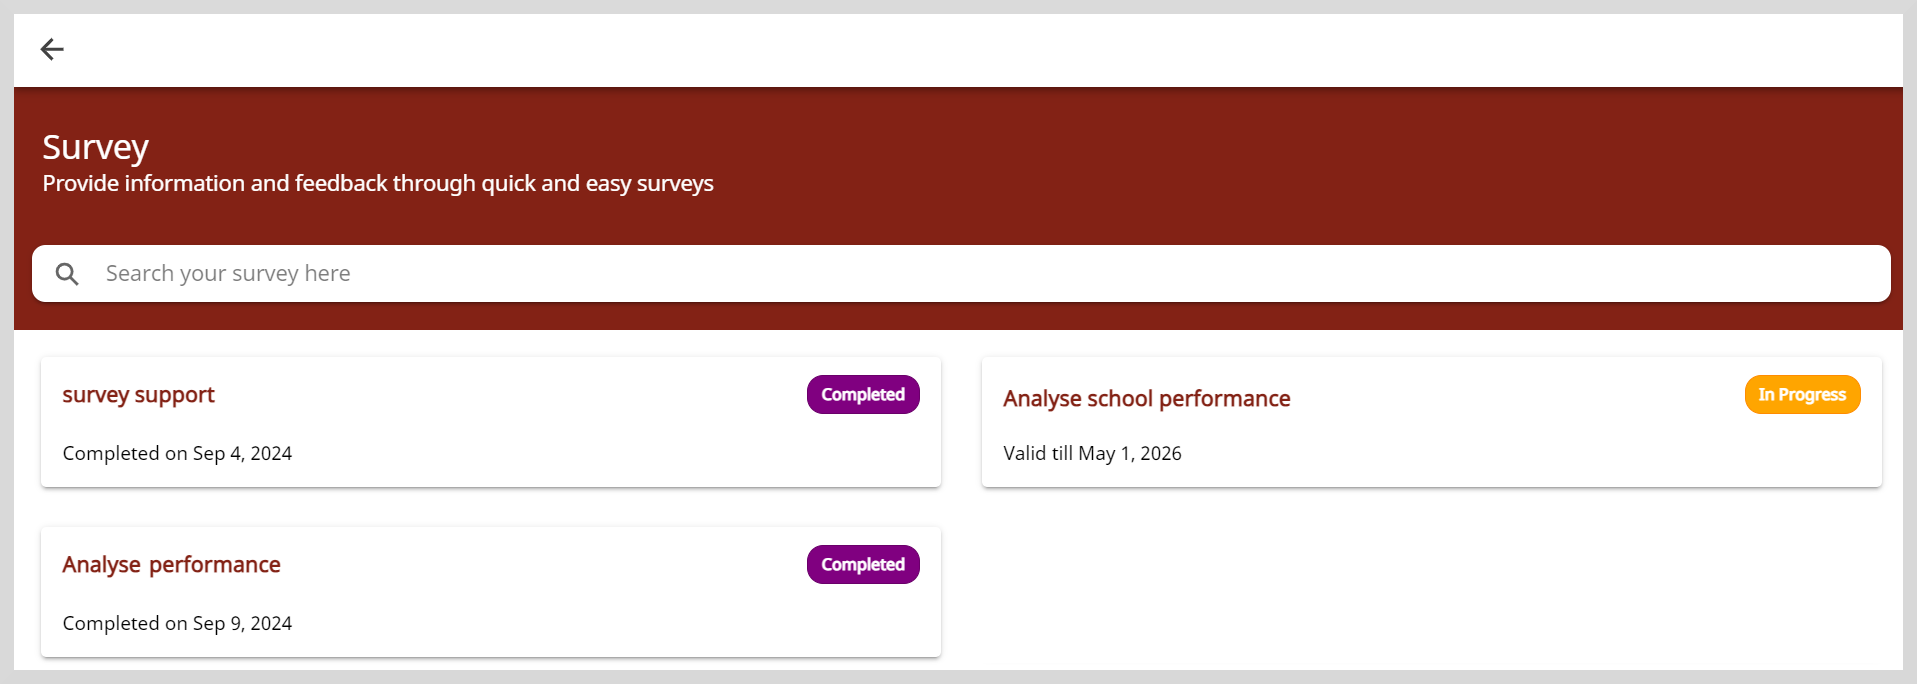 Survey
Provide information and feedback through quick and easy surveys
Search your survey here
survey support
Completed
Completed on Sep 4, 2024
Analyse school performance
In Progress
Valid till May 1, 2026
Analyse performance
Completed
Completed on Sep 9, 2024